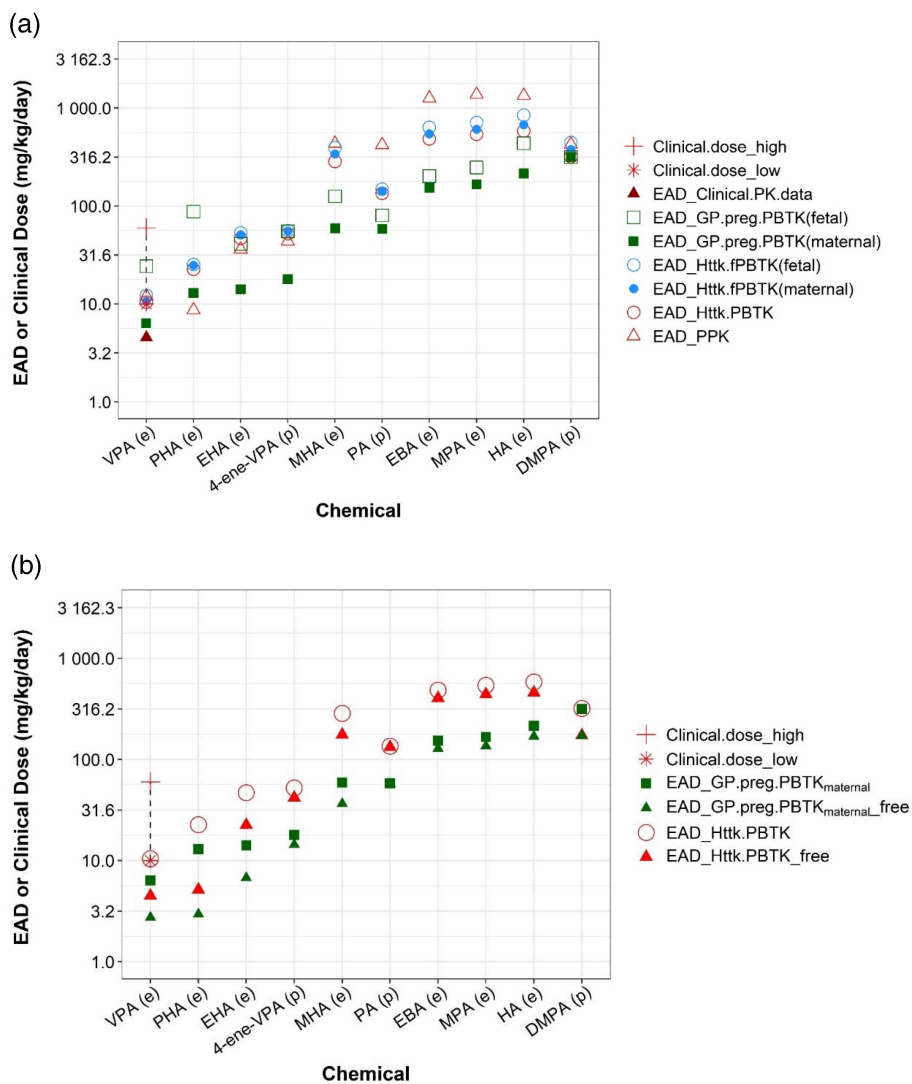 (a)
3 162.3
1 000.0
316.2
100.0
31.6
10.0
3.2
1.0
EAD or Clinical Dose (mg/kg/day)
VPA (e)
PHA (e)
EHA (e)
4-ene-VPA (p)
MHA (e)
PA (p)
EBA (e)
MPA (e)
HA (e)
DMPA (p)
Chemical
Clinical.dose_high
Clinical.dose_low
EAD_Clinical.PK.data
EAD_GP.preg.PBTK(fetal)
EAD_GP.preg.PBTK(maternal)
EAD_Httk.fPBTK(fetal)
EAD_Httk.fPBTK(maternal)
EAD_Httk.PBTK
EAD_PPK
(b)
3 162.3
1 000.0
316.2
100.0
31.6
10.0
3.2
1.0
EAD or Clinical Dose (mg/kg/day)
VPA (e)
PHA (e)
EHA (e)
4-ene-VPA (p)
MHA (e)
PA (p)
EBA (e)
MPA (e)
HA (e)
DMPA (p)
Chemical
Clinical.dose_high
Clinical.dose_low
EAD_GP.preg.PBTKmaternal
EAD_GP.preg.PBTKmaternal_free
EAD_Httk.PBTK
EAD_Httk.PBTK_free